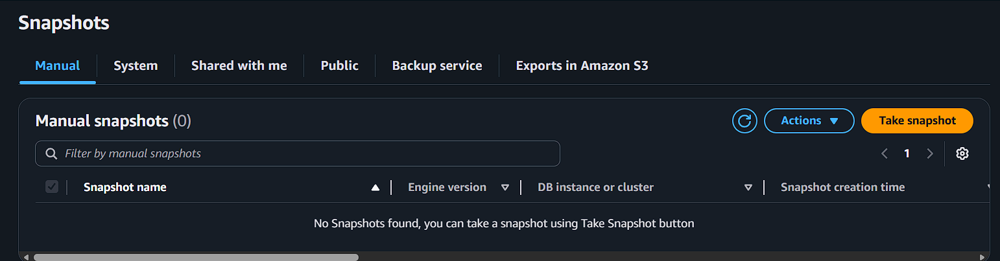 Snapshots
Manual System Shared with me Public Backup service Exports in Amazon S3
Manual snapshots (0) Actions Take snapshot
Filter by manual snapshots 1
Snapshot name Engine version DB instance or cluster Snapshot creation time
No Snapshots found, you can take a snapshot using Take Snapshot button